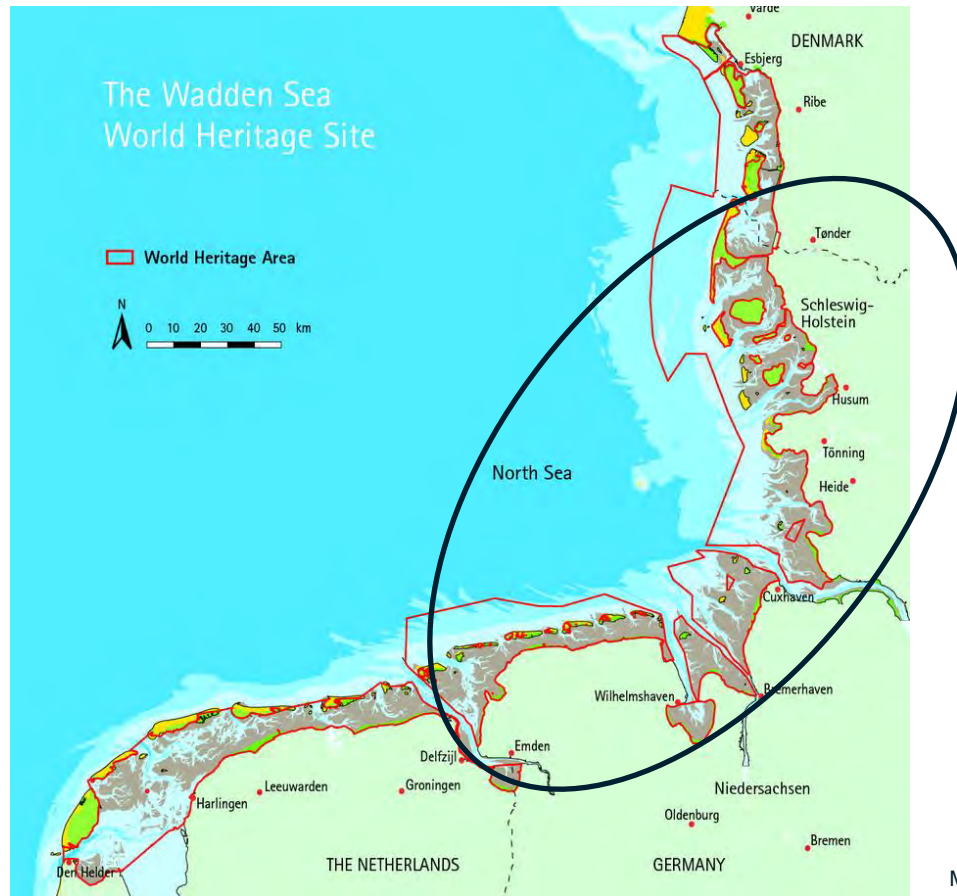 Varde
DENMARK
Esbjerg
The Wadden Sea
World Heritage Site
Ribe
World Heritage Area
Tønder
N
0 10 20 30 40 50 km
Schleswig-
Holstein
Husum
Tönning
North Sea
Heide
Cuxhaven
Wilhelmshaven
Bremerhaven
Delfzijl
Emden
Leeuwarden
Groningen
Niedersachsen
Harlingen
Oldenburg
Bremen
Den Helder
THE NETHERLANDS
GERMANY
M